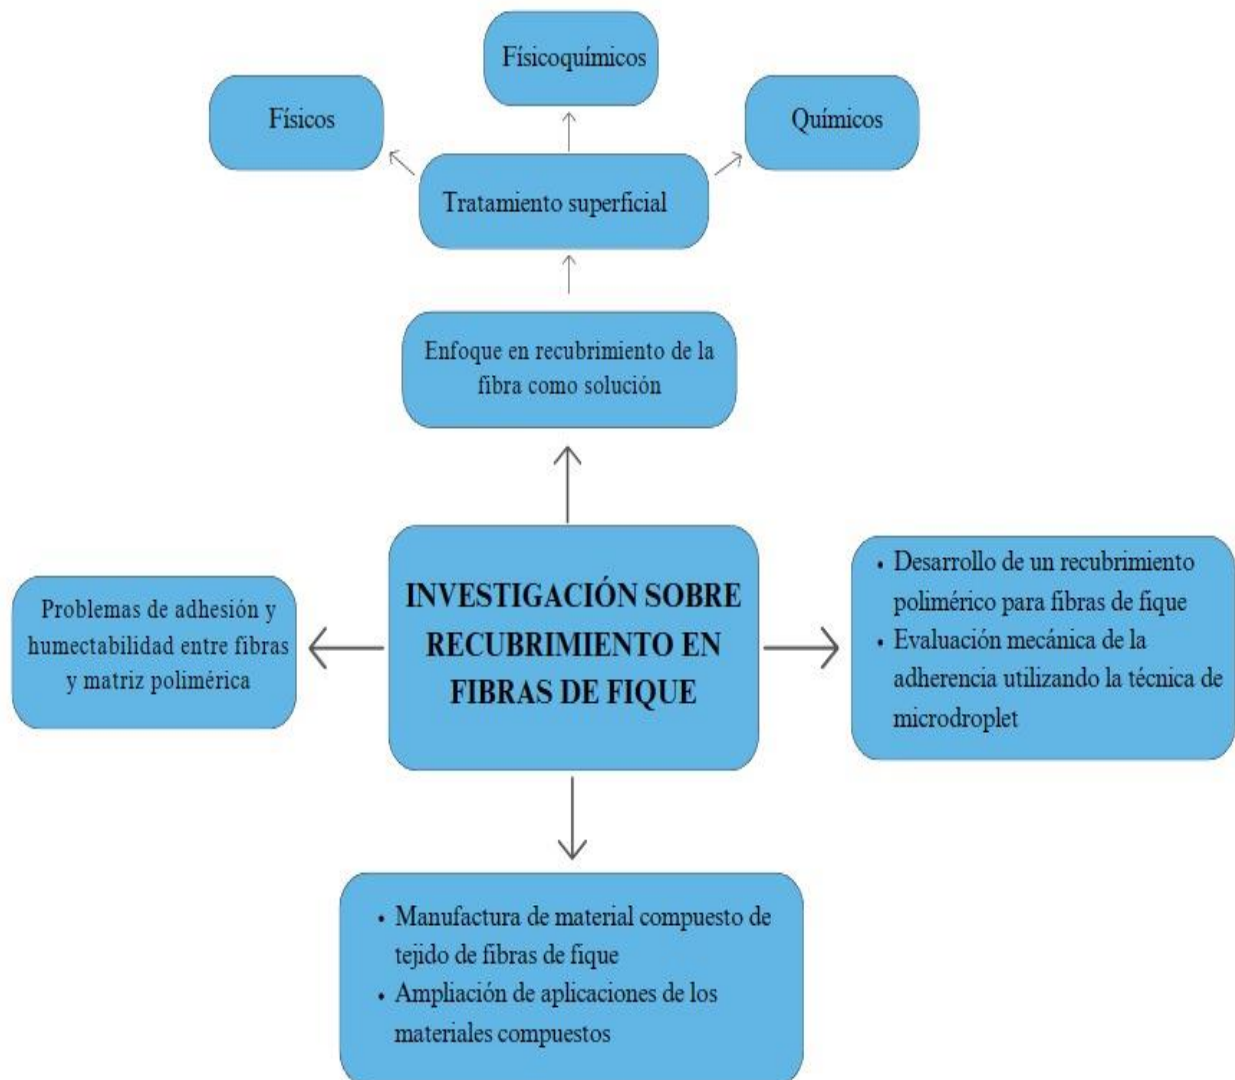 Físicoquímicos
Físicos
Químicos
Tratamiento superficial
Enfoque en recubrimiento de la
fibra como solución
INVESTIGACIÓN SOBRE
RECUBRIMIENTO EN
FIBRAS DE FIQUE
Problemas de adhesión y
humectabilidad entre fibras
y matriz polimérica
• Desarrollo de un recubrimiento
polimérico para fibras de fique
• Evaluación mecánica de la
adherencia utilizando la técnica de
microdroplet
• Manufactura de material compuesto de
tejido de fibras de fique
• Ampliación de aplicaciones de los
materiales compuestos